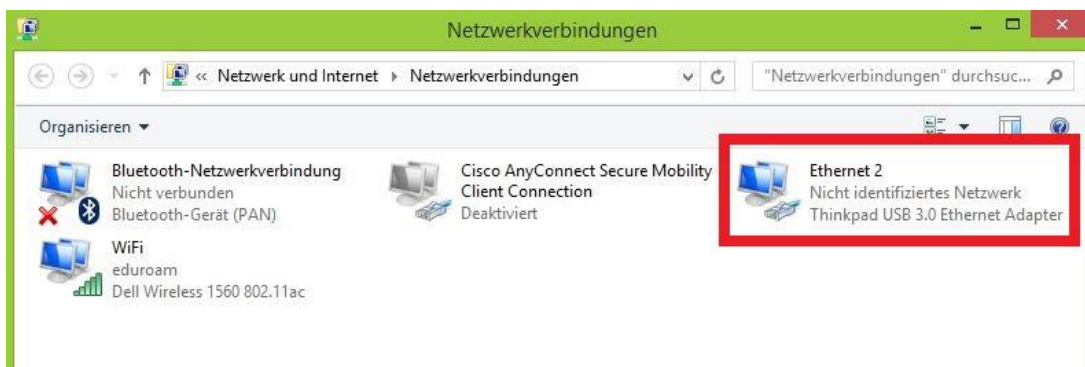 Netzwerkverbindungen
« Netzwerk und Internet ▸ Netzwerkverbindungen
"Netzwerkverbindungen" durchsuc...
Organisieren
Bluetooth-Netzwerkverbindung
Nicht verbunden
Bluetooth-Gerät (PAN)
Cisco AnyConnect Secure Mobility
Client Connection
Deaktiviert
Ethernet 2
Nicht identifiziertes Netzwerk
Thinkpad USB 3.0 Ethernet Adapter
WiFi
eduroam
Dell Wireless 1560 802.11ac